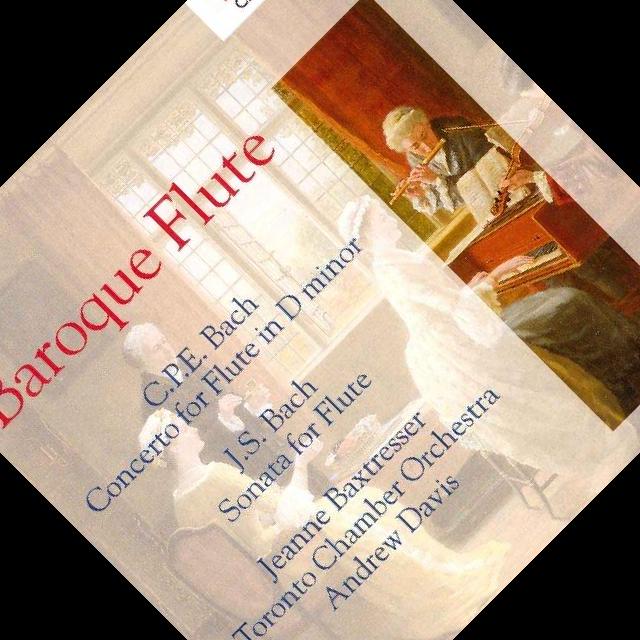 Baroque Flute
C.P.E. Bach
Concerto for Flute in D minor
J.S. Bach
Sonata for Flute
Jeanne Baxtresser
Toronto Chamber Orchestra
Andrew Davis